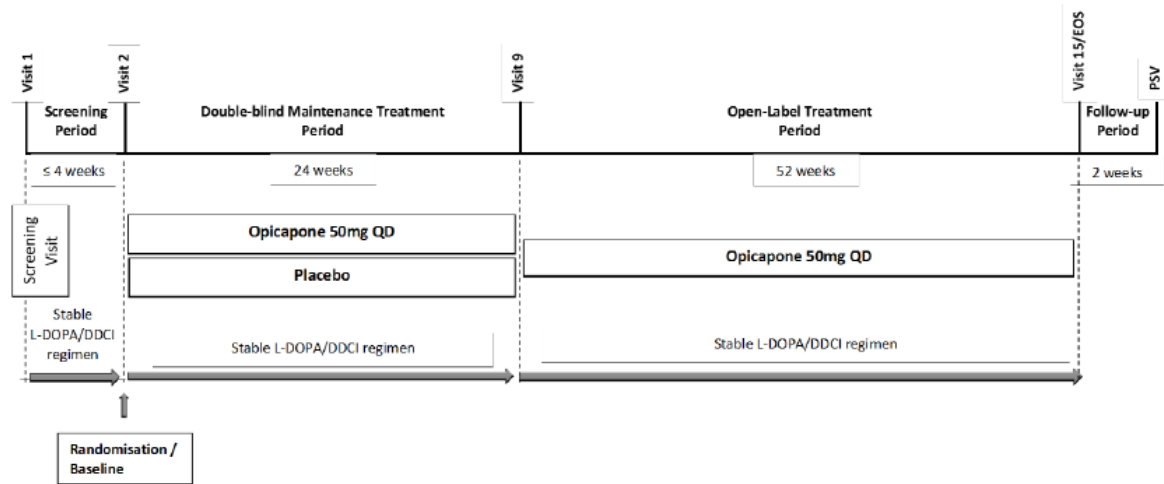 Visit 1
Visit 2
Visit 9
Visit 15/EOS
PSV
Screening
Period
Double-blind Maintenance Treatment
Period
Open-Label Treatment
Period
Follow-up
Period
≤ 4 weeks
24 weeks
52 weeks
2 weeks
Screening
Visit
Opicapone 50mg QD
Placebo
Opicapone 50mg QD
Stable
L-DOPA/DDCI
regimen
Stable L-DOPA/DDCI regimen
Stable L-DOPA/DDCI regimen
Randomisation /
Baseline